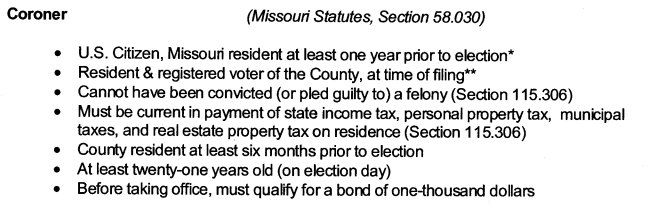 Coroner (Missouri Statutes, Section 58.030)
• U.S. Citizen, Missouri resident at least one year prior to election*
• Resident & registered voter of the County, at time of filing**
• Cannot have been convicted (or pled guilty to) a felony (Section 115.306)
• Must be current in payment of state income tax, personal property tax, municipal
taxes, and real estate property tax on residence (Section 115.306)
• County resident at least six months prior to election
• At least twenty-one years old (on election day)
• Before taking office, must qualify for a bond of one-thousand dollars